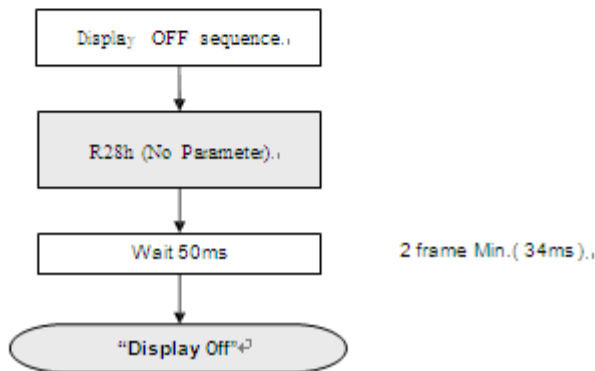 Display OFF sequence.
R28h (No Parameter).
Wait 50ms
2 frame Min.( 34ms).
“Display Off”